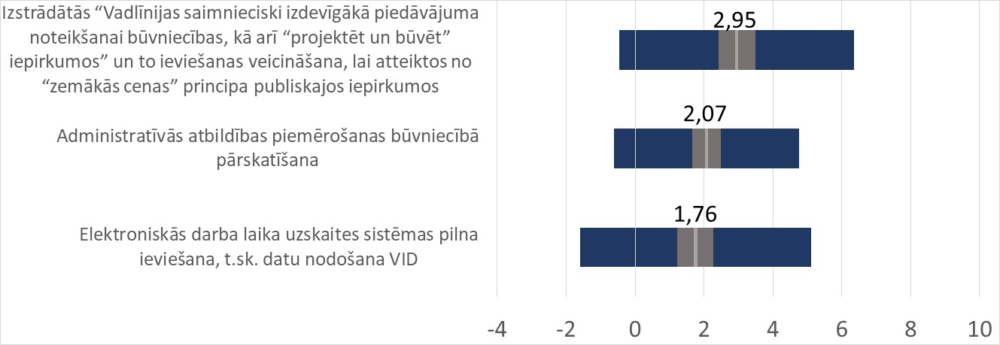 Izstrādātās “Vadlīnijas saimnieciski izdevīgākā piedāvājuma
noteikšanai būvniecības, kā arī “projektēt un būvēt”
iepirkumos” un to ieviešanas veicināšana, lai atteiktos no
“zemākās cenas” principa publiskajos iepirkumos
2,95
Administratīvās atbildības piemērošanas būvniecībā
pārskatīšana
2,07
Elektroniskās darba laika uzskaites sistēmas pilna
ieviešana, t.sk. datu nodošana VID
1,76
-4 -2 0 2 4 6 8 10